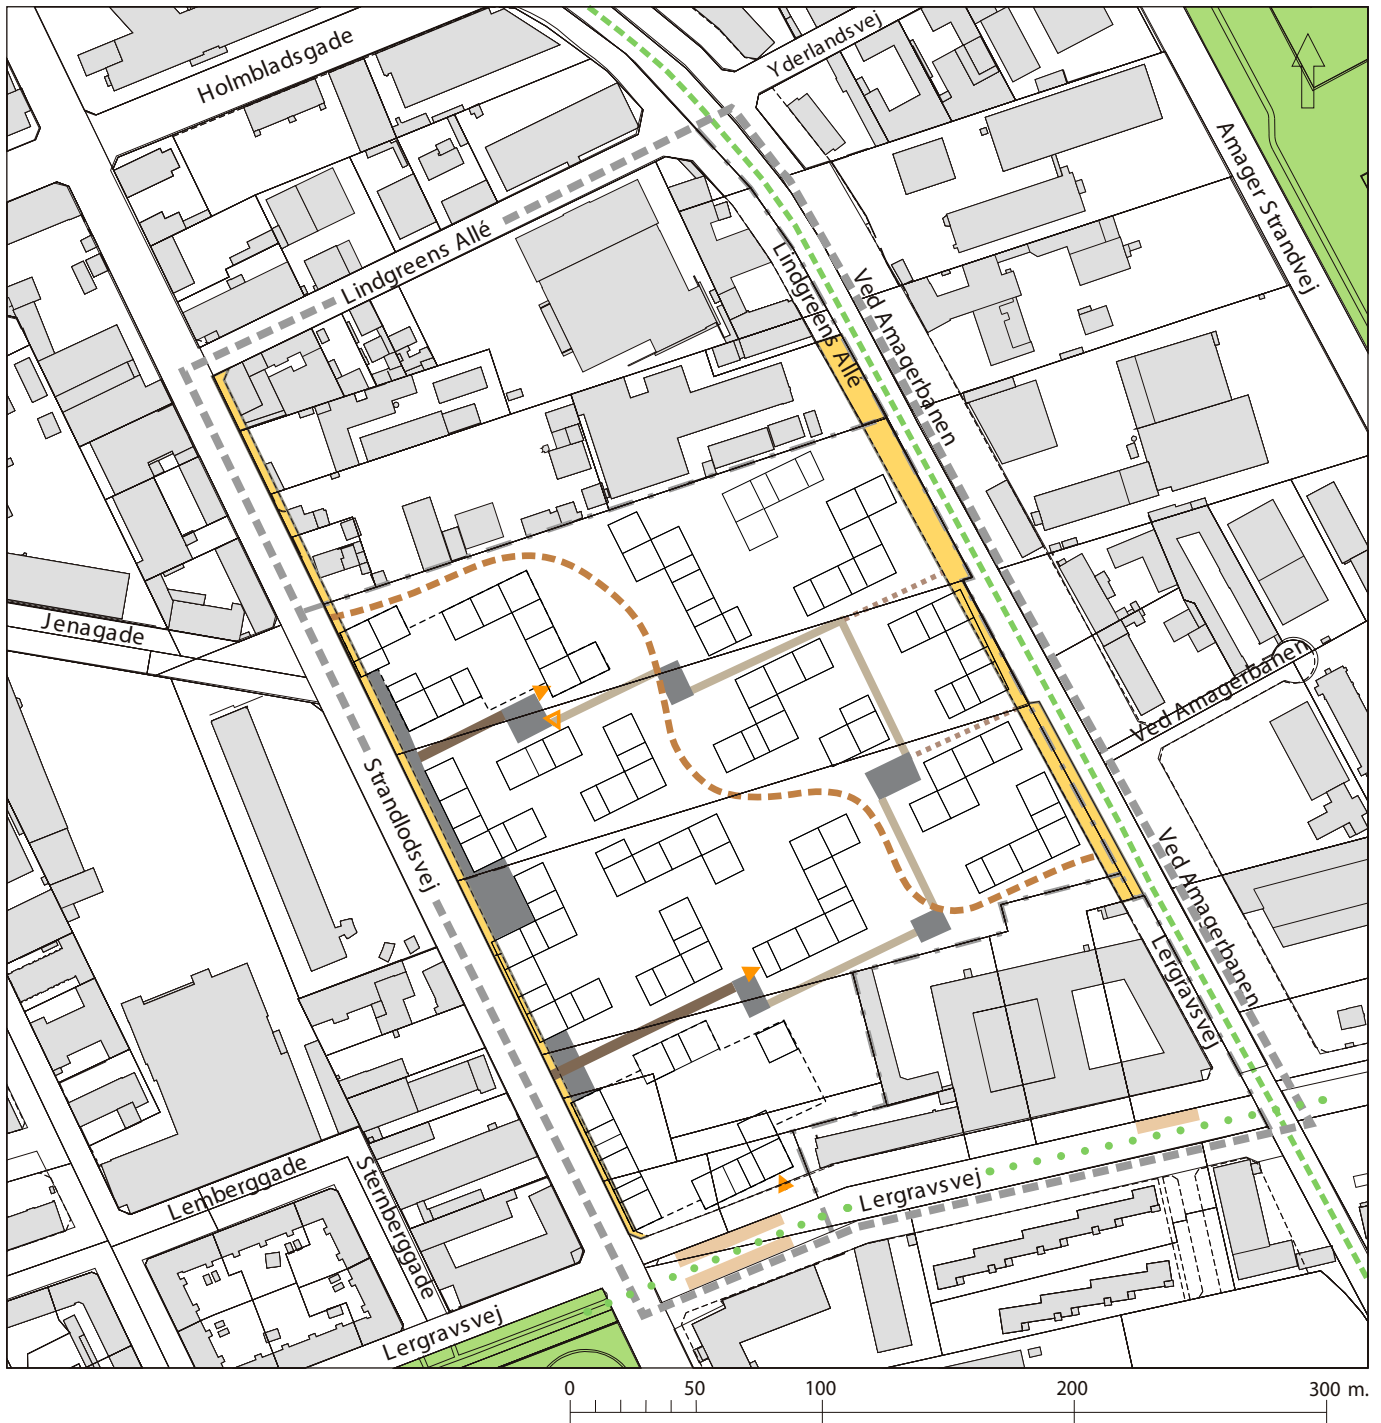 Holmbladsgade
Yderlandsvej
Amager Strandvej
Lindgreens Allé
Lindgreens Allé
Ved Amagerbanen
Jenagade
Ved Amagerbanen
Strandlodsvej
Ved Amagerbanen
Lergravsvej
Lemberggade
Sternberggade
Lergravsvej
Lergravsvej
0 50 100 200 300 m.